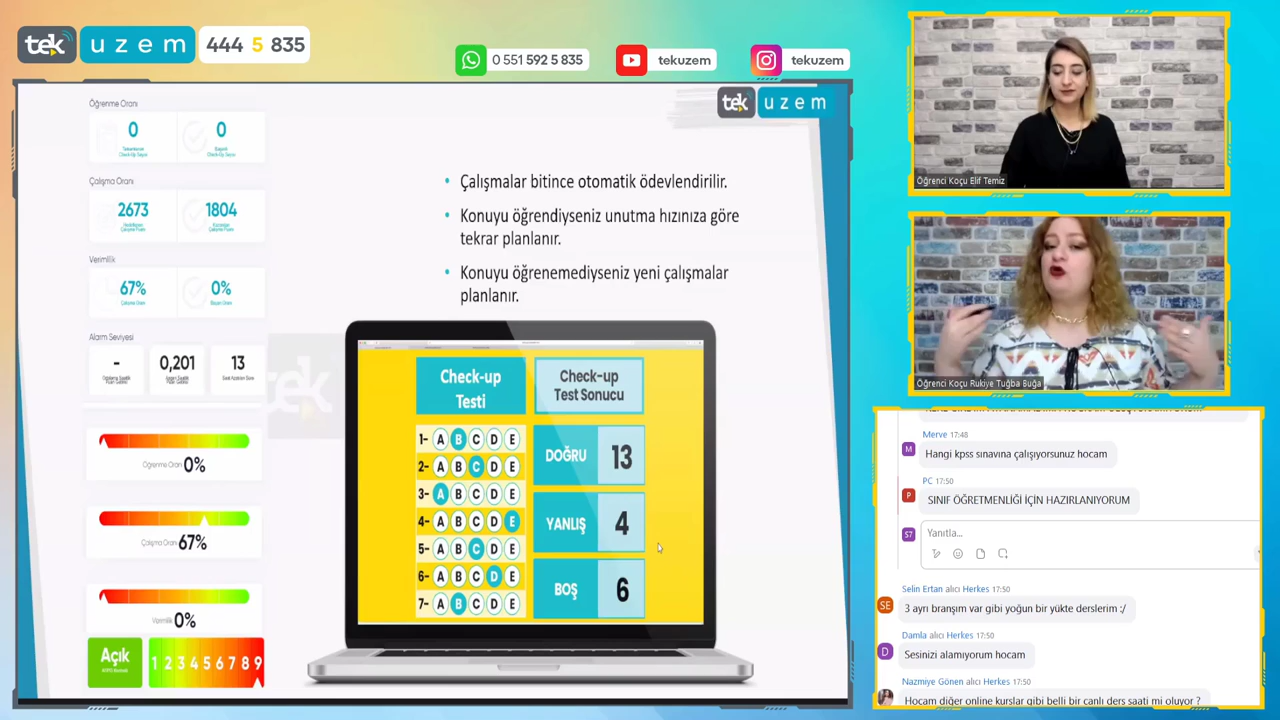 tek uzem 444 5 835
0 551 592 5 835
tekuzem
tekuzem
tek uzem
Öğrenme Oranı
0
0
Çalışma Oranı
2673
1804
Verimlilik
67%
0%
Alarm Seviyesi
-
0,201
13
Öğrenme Oranı 0%
Çalışma Oranı 67%
Verimlilik 0%
Açık
1 2 3 4 5 6 7 8 9
• Çalışmalar bitince otomatik ödevlendirilir.
• Konuyu öğrendiyseniz unutma hızınıza göre
tekrar planlanır.
• Konuyu öğrenemediyseniz yeni çalışmalar
planlanır.
tek
Check-up
Testi
1- A B C D E
2- A B C D E
3- A B C D E
4- A B C D E
5- A B C D E
6- A B C D E
7- A B C D E
Check-up
Test Sonucu
DOĞRU 13
YANLIŞ 4
BOŞ 6
Öğrenci Koçu Elif Temiz
Öğrenci Koçu Rukiye Tuğba Buğa
Merve 17:48
M
Hangi kpss sınavına çalışıyorsunuz hocam
PC 17:50
P
SINIF ÖĞRETMENLİĞİ İÇİN HAZIRLANIYORUM
S7
Yanıtla...
Selin Ertan alıcı Herkes 17:50
SE
3 ayrı branşım var gibi yoğun bir yükte derslerim :/
Damla alıcı Herkes 17:50
D
Sesinizi alamıyorum hocam
Nazmiye Gönen alıcı Herkes 17:50
Hocam diğer online kurslar gibi belli bir canlı ders saati mi oluyor ?